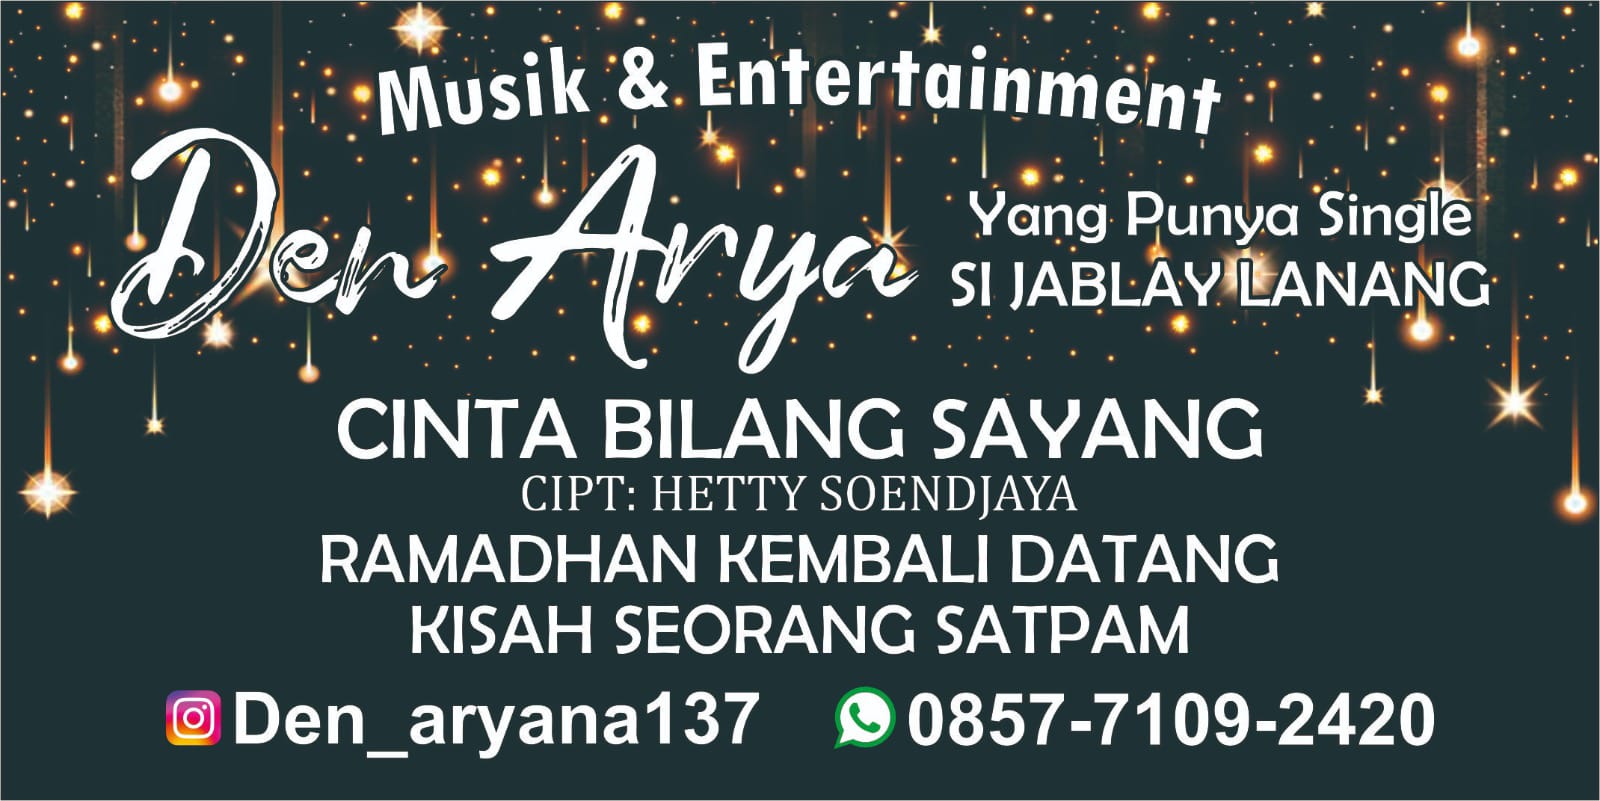 Musik & Entertainment
Den Arya
Yang Punya Single
SI JABLAY LANANG
CINTA BILANG SAYANG
CIPT: HETTY SOENDJAYA
RAMADHAN KEMBALI DATANG
KISAH SEORANG SATPAM
Den_aryana137
0857-7109-2420